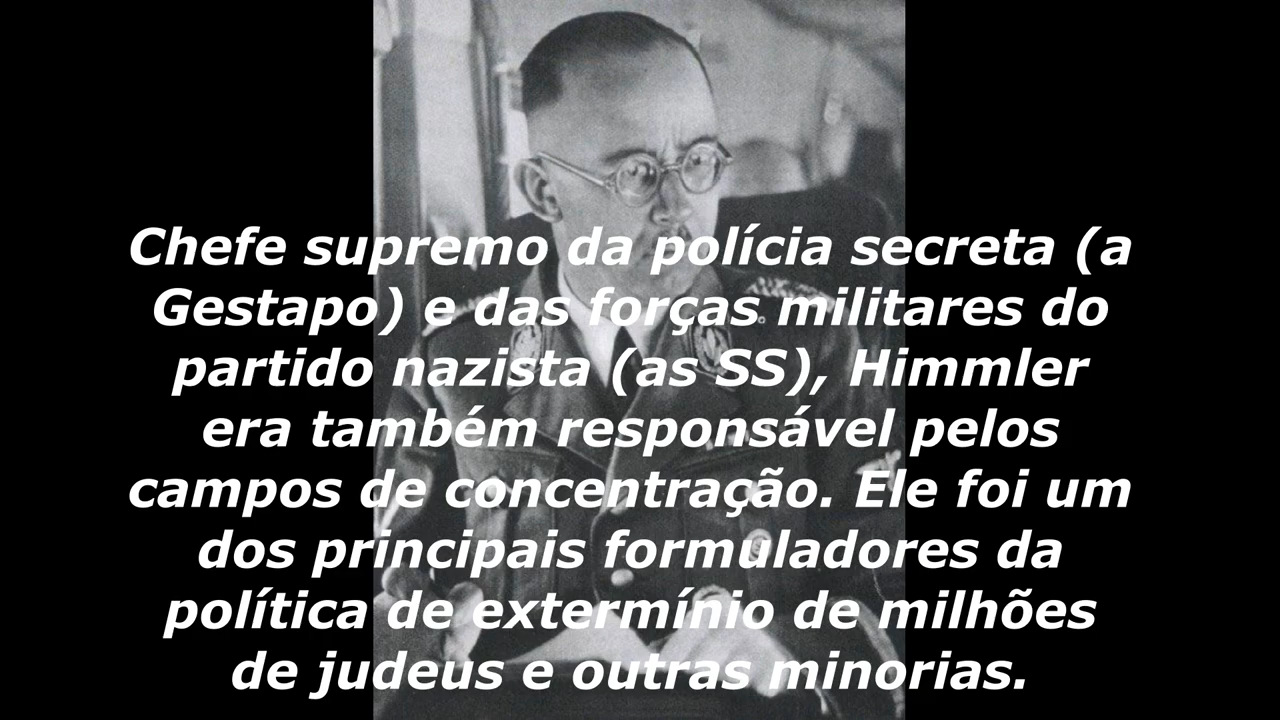 Chefe supremo da polícia secreta (a
Gestapo) e das forças militares do
partido nazista (as SS), Himmler
era também responsável pelos
campos de concentração. Ele foi um
dos principais formuladores da
política de extermínio de milhões
de judeus e outras minorias.